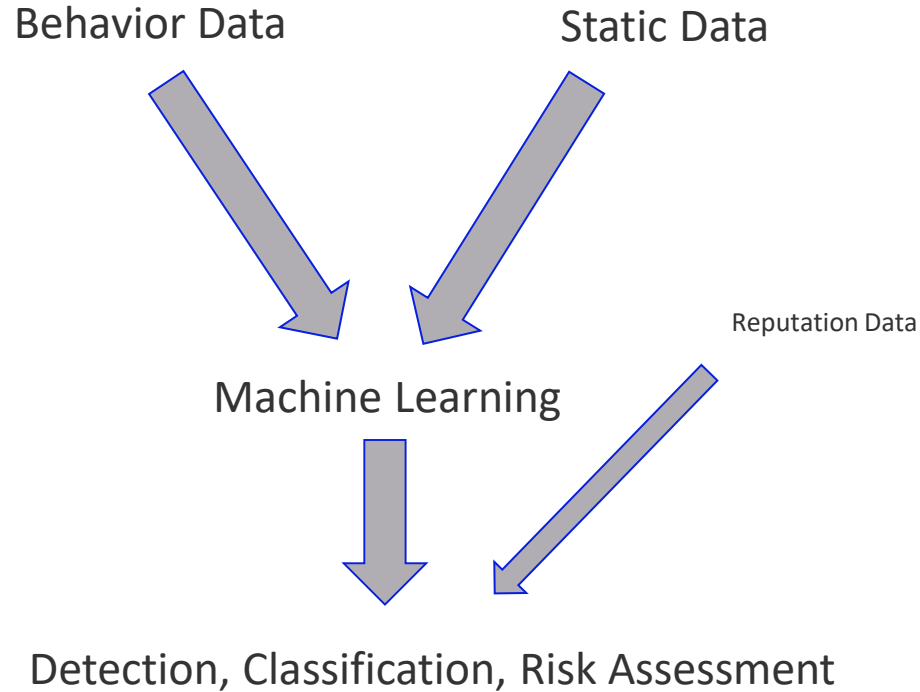 Behavior Data
Static Data
Reputation Data
Machine Learning
Detection, Classification, Risk Assessment